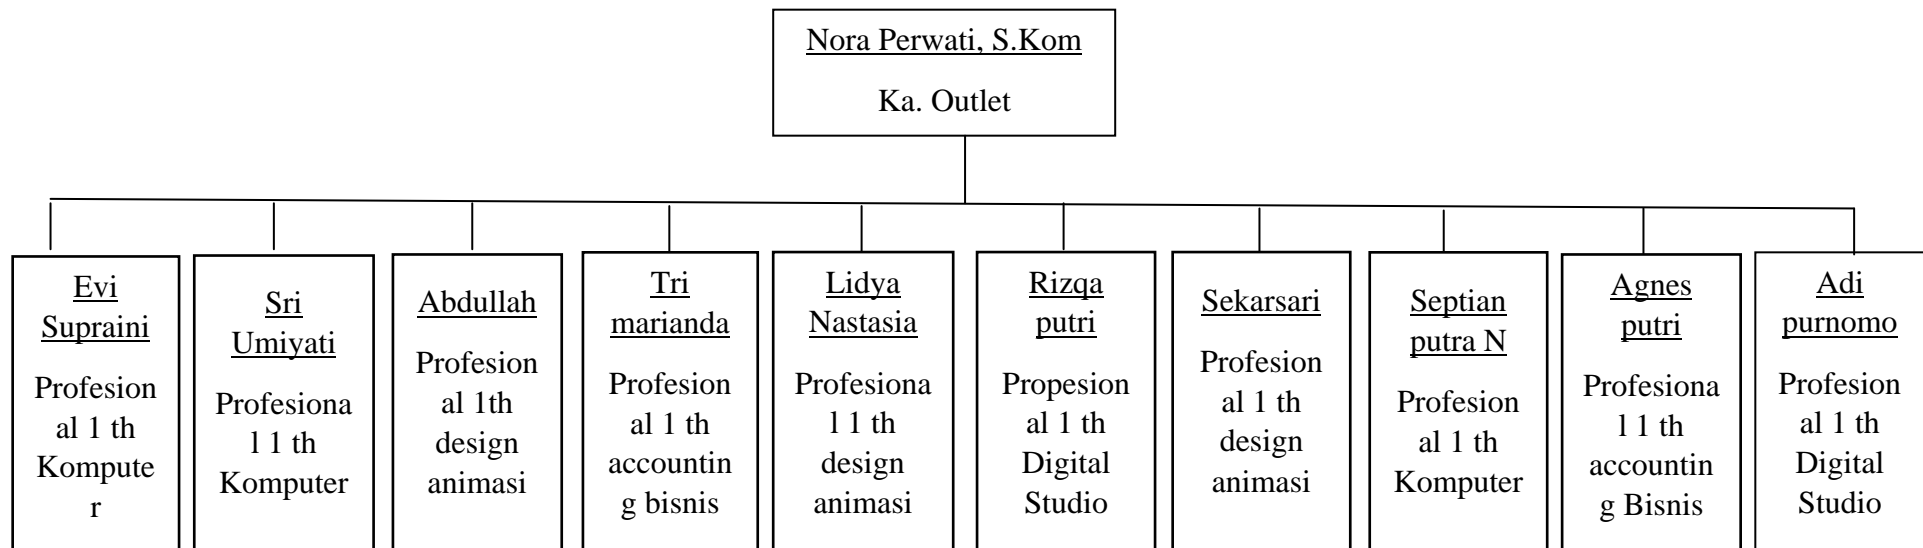 Nora Perwati, S.Kom
Ka. Outlet
Evi
Supraini
Profesion
al 1 th
Kompute
r
Sri
Umiyati
Profesiona
l 1 th
Komputer
Abdullah
Profesion
al 1th
design
animasi
Tri
marianda
Profesion
al 1 th
accountin
g bisnis
Lidya
Nastasia
Profesiona
l 1 th
design
animasi
Rizqa
putri
Propesion
al 1 th
Digital
Studio
Sekarsari
Profesion
al 1 th
design
animasi
Septian
putra N
Profesion
al 1 th
Komputer
Agnes
putri
Profesiona
l 1 th
accountin
g Bisnis
Adi
purnomo
Profesion
al 1 th
Digital
Studio